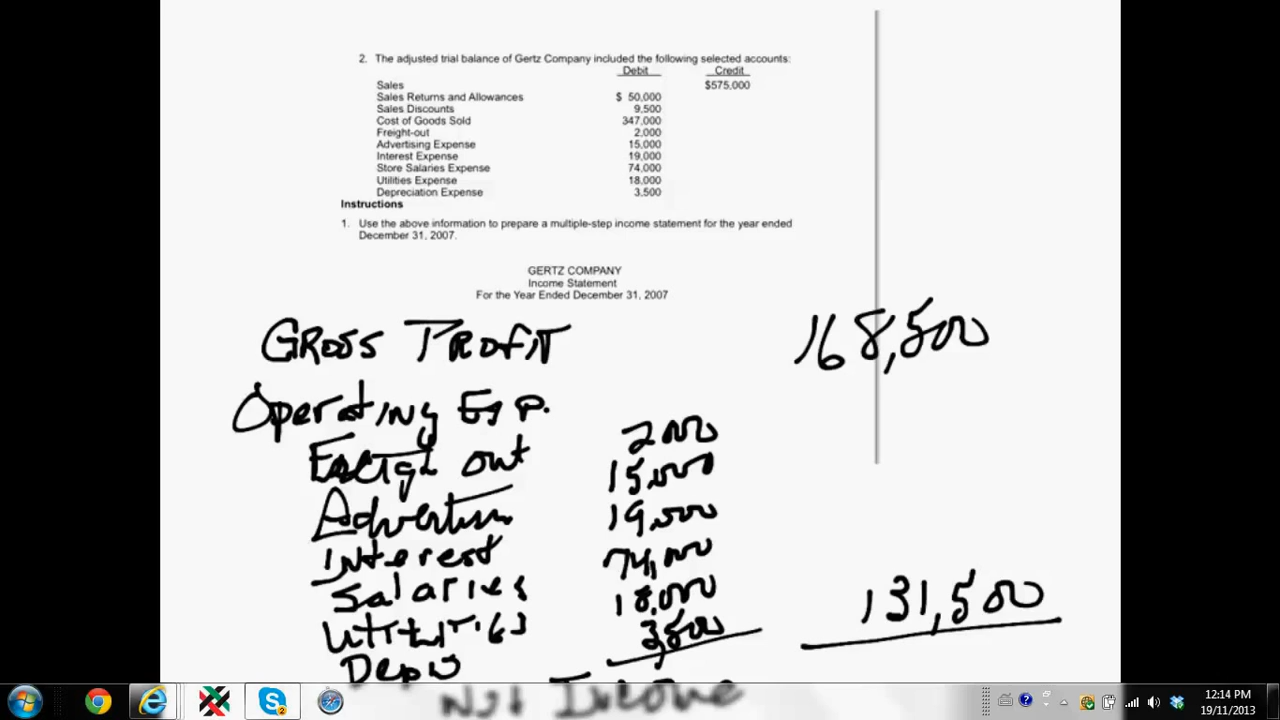 2. The adjusted trial balance of Gertz Company included the following selected accounts:
Debit Credit
Sales $575,000
Sales Returns and Allowances $ 50,000
Sales Discounts 9,500
Cost of Goods Sold 347,000
Freight-out 2,000
Advertising Expense 15,000
Interest Expense 19,000
Store Salaries Expense 74,000
Utilities Expense 18,000
Depreciation Expense 3,500
Instructions
1. Use the above information to prepare a multiple-step income statement for the year ended
December 31, 2007.
GERTZ COMPANY
Income Statement
For the Year Ended December 31, 2007
GROSS PROFIT 168,500
Operating Exp.
out 2000
15,000
Interest 19,000
Salaries 74,000
Utilities 18,000 131,500
Dep 3,500
Net Income
12:14 PM
19/11/2013